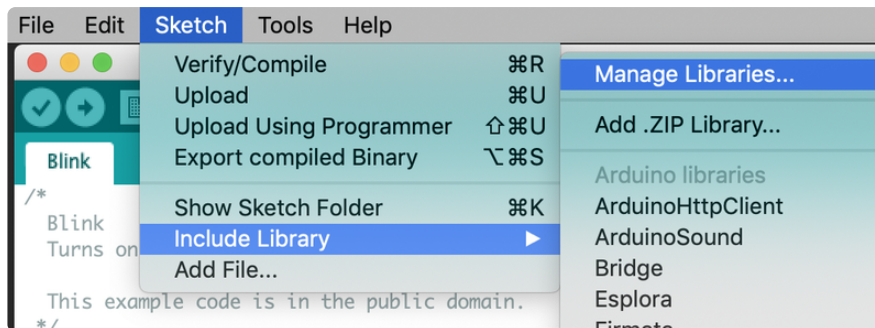 File Edit Sketch Tools Help
Verify/Compile ⌘R
Upload ⌘U
Upload Using Programmer ⇧⌘U
Export compiled Binary ⌥⌘S
Show Sketch Folder ⌘K
Include Library
Add File...
Manage Libraries...
Add .ZIP Library...
Arduino libraries
ArduinoHttpClient
ArduinoSound
Bridge
Esplora
Blink
/*
Blink
Turns on
This example code is in the public domain.
*/